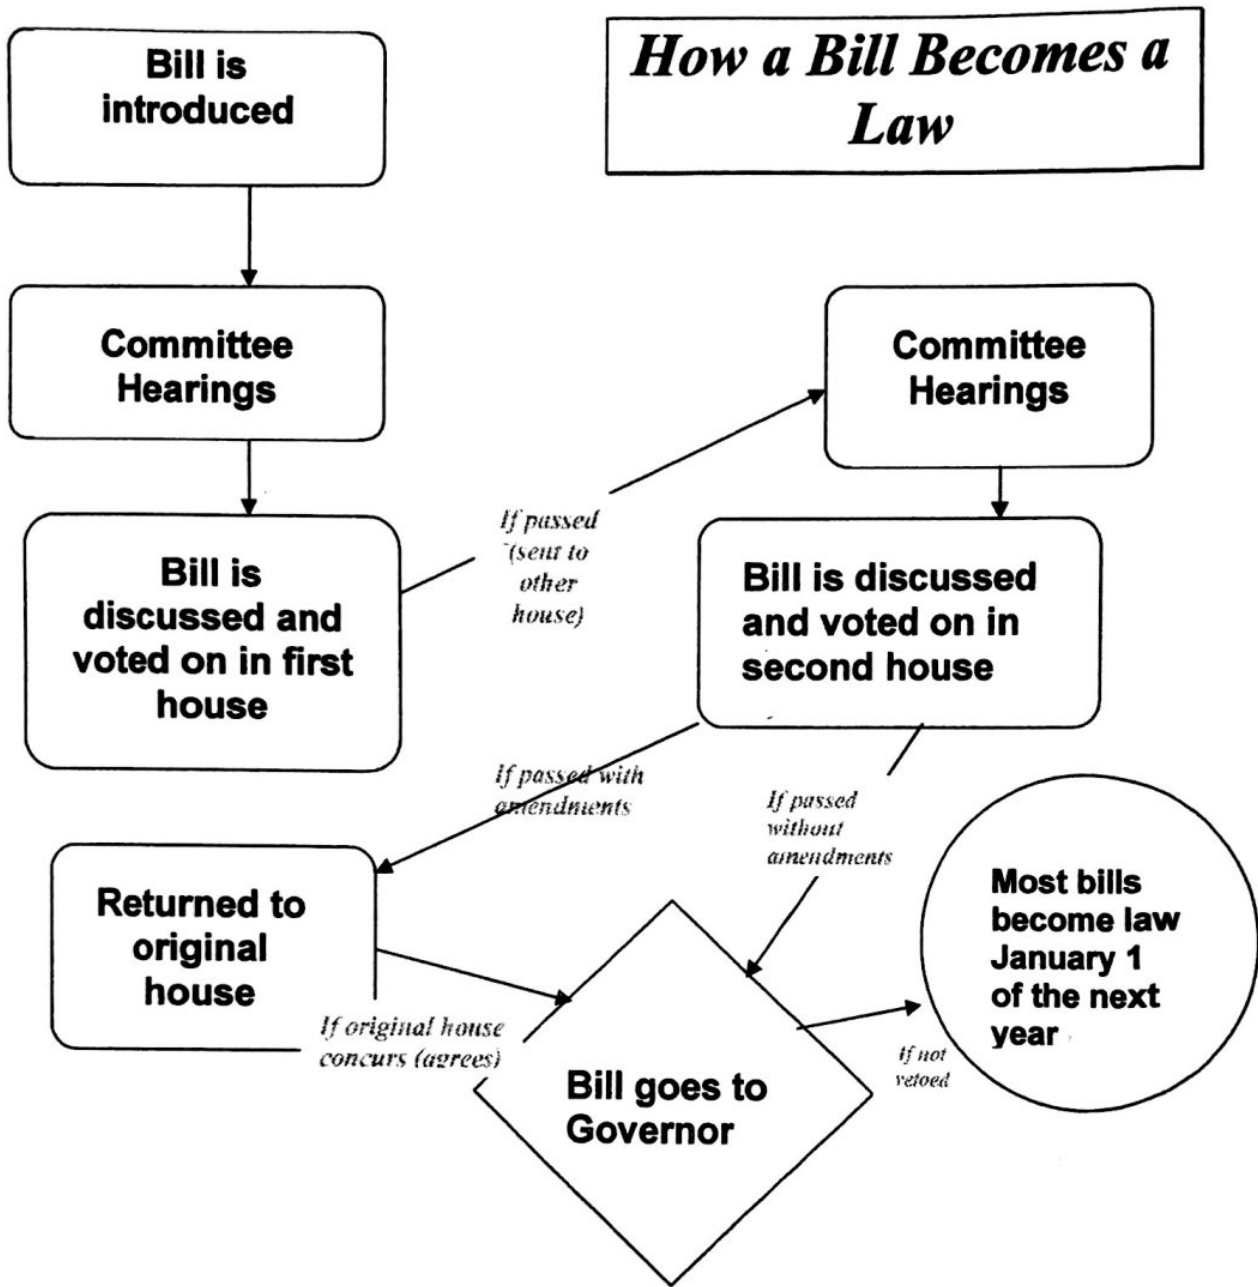 How a Bill Becomes a
Law
Bill is
introduced
Committee
Hearings
Bill is
discussed and
voted on in first
house
If passed
(sent to
other
house)
Committee
Hearings
Bill is discussed
and voted on in
second house
If passed with
amendments
If passed
without
amendments
Returned to
original
house
If original house
concurs (agrees)
Bill goes to
Governor
If not
vetoed
Most bills
become law
January 1
of the next
year